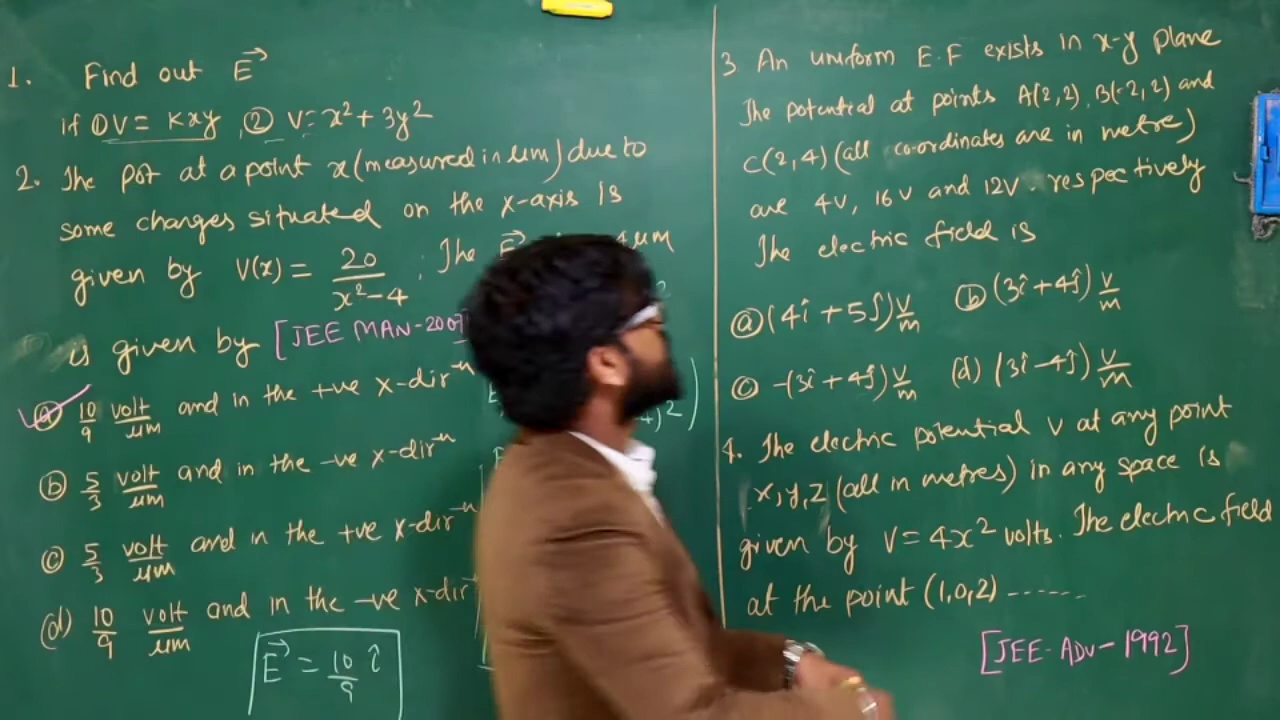 1. Find out E→
if ① V = Kxy, ② V = x² + 3y²
2. The pot at a point x (measured in μm) due to
some charges situated on the x-axis is
given by V(x) = 20/(x²-4) ; The E→ 4 μm
is given by [JEE MAN-2007
ⓐ 10/9 volt/μm and in the +ve x-dirⁿ
ⓑ 5/3 volt/μm and in the -ve x-dirⁿ
ⓒ 5/3 volt/μm and in the +ve x-dirⁿ
(d) 10/9 volt/μm and in the -ve x-dirⁿ
E→ = 10/9 î
3 An uniform E.F exists in x-y plane
The potential at points A(2,2), B(-2,2) and
C(2,4) (all co-ordinates are in metre)
are 4V, 16V and 12V. respectively
The electric field is
ⓐ (4î + 5ĵ) V/m ⓑ (3î + 4ĵ) V/m
ⓒ -(3î + 4ĵ) V/m (d) (3î - 4ĵ) V/m
4. The electric potential V at any point
x, y, z (all in metres) in any space is
given by V = 4x² volts. The electric field
at the point (1,0,2) ------
[JEE-ADV-1992]